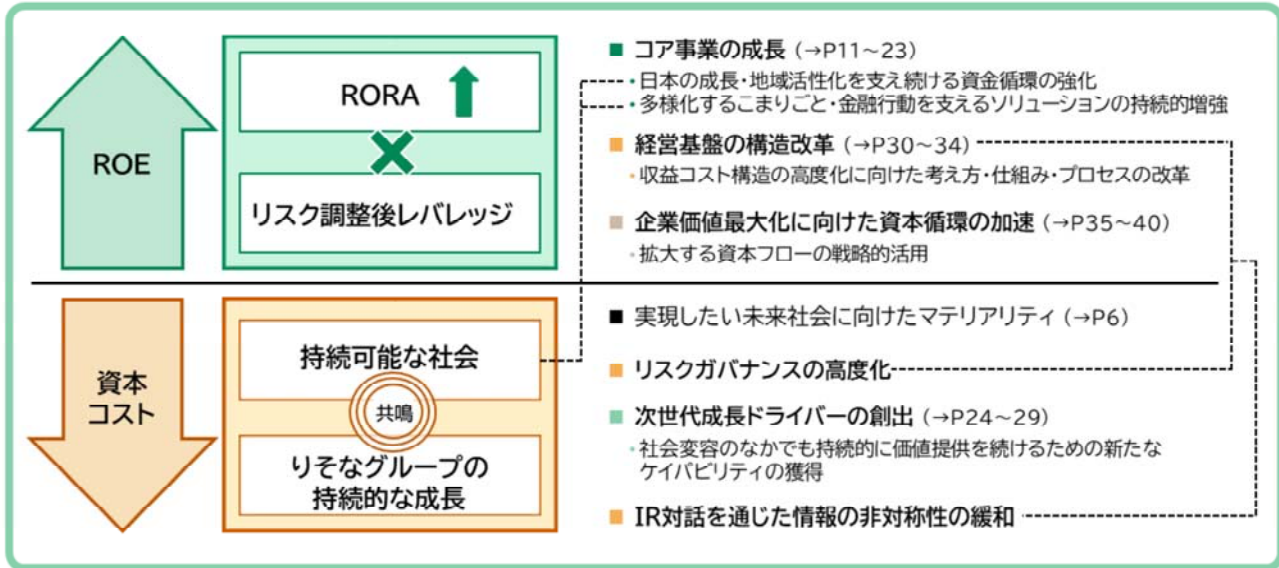 ROE
RORA
リスク調整後レバレッジ
■ コア事業の成長（→P11～23）
・日本の成長・地域活性化を支え続ける資金循環の強化
・多様化するこまりごと・金融行動を支えるソリューションの持続的増強
■ 経営基盤の構造改革（→P30～34）
・収益コスト構造の高度化に向けた考え方・仕組み・プロセスの改革
■ 企業価値最大化に向けた資本循環の加速（→P35～40）
・拡大する資本フローの戦略的活用
資本
コスト
持続可能な社会
共鳴
りそなグループの
持続的な成長
■ 実現したい未来社会に向けたマテリアリティ（→P6）
■ リスクガバナンスの高度化
■ 次世代成長ドライバーの創出（→P24～29）
・社会変容のなかでも持続的に価値提供を続けるための新たな
ケイパビリティの獲得
■ IR対話を通じた情報の非対称性の緩和